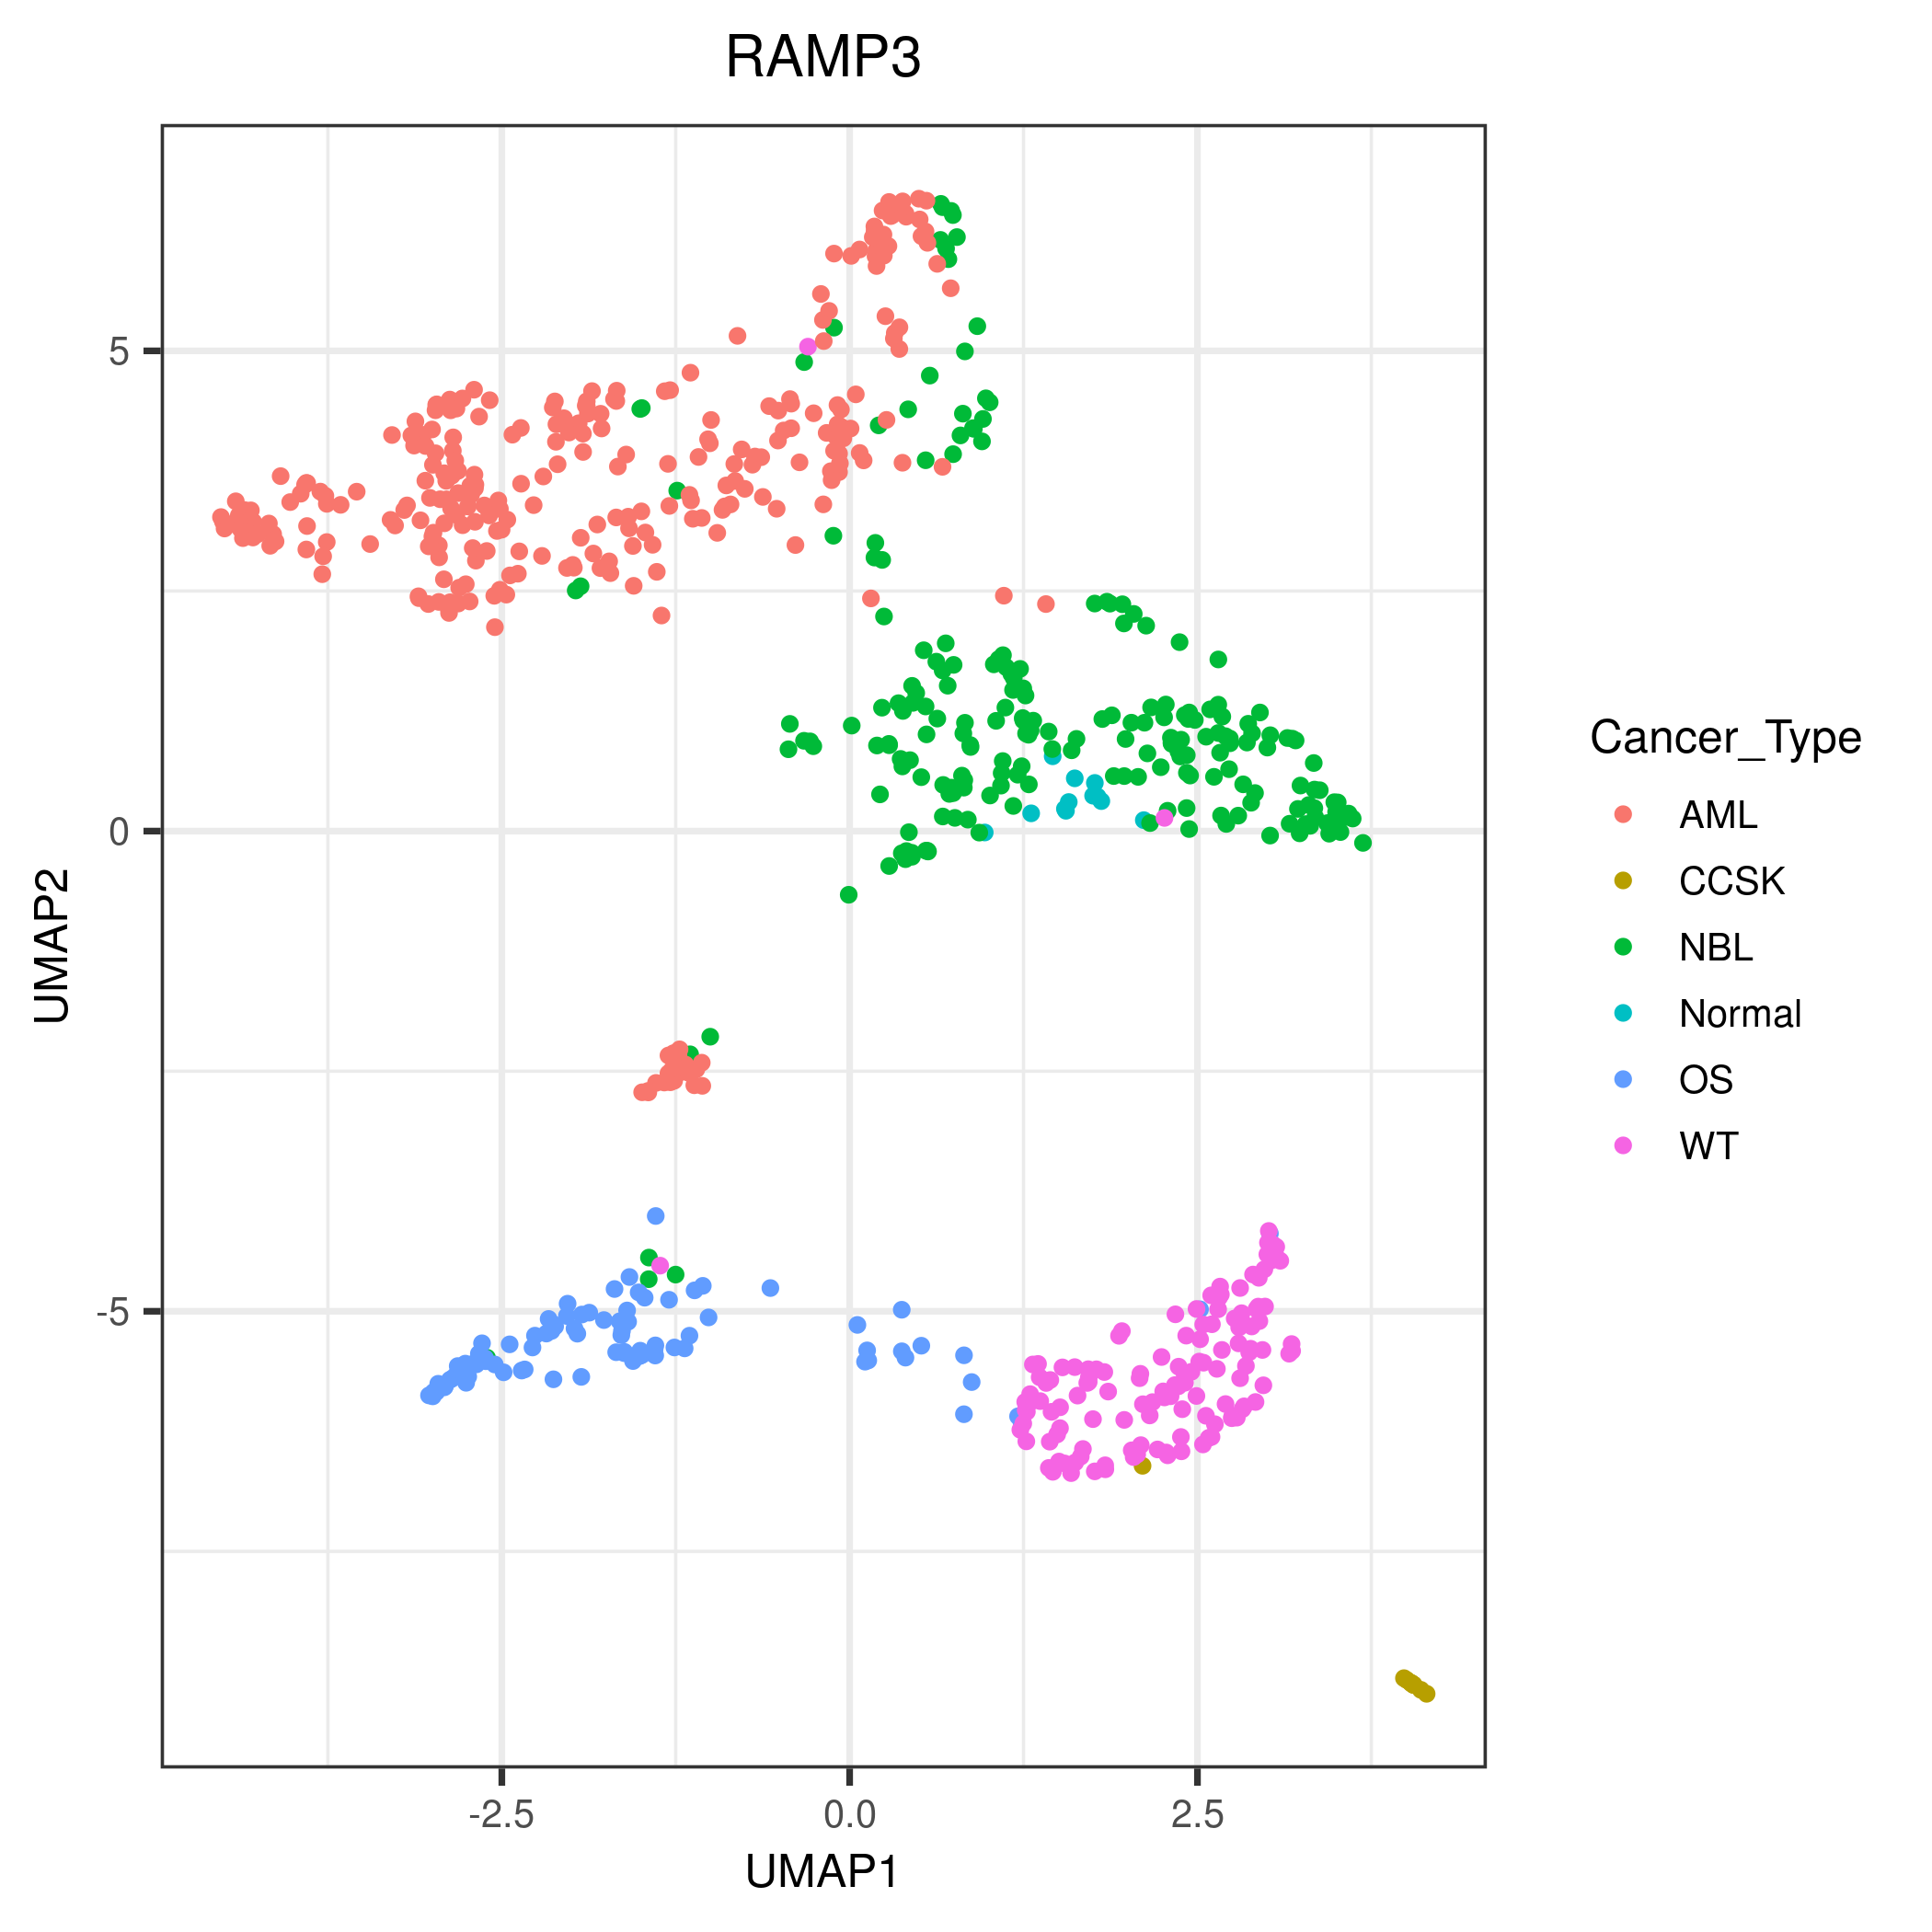 RAMP3
5
0
-5
UMAP2
-2.5 0.0 2.5
UMAP1
Cancer_Type
AML
CCSK
NBL
Normal
OS
WT